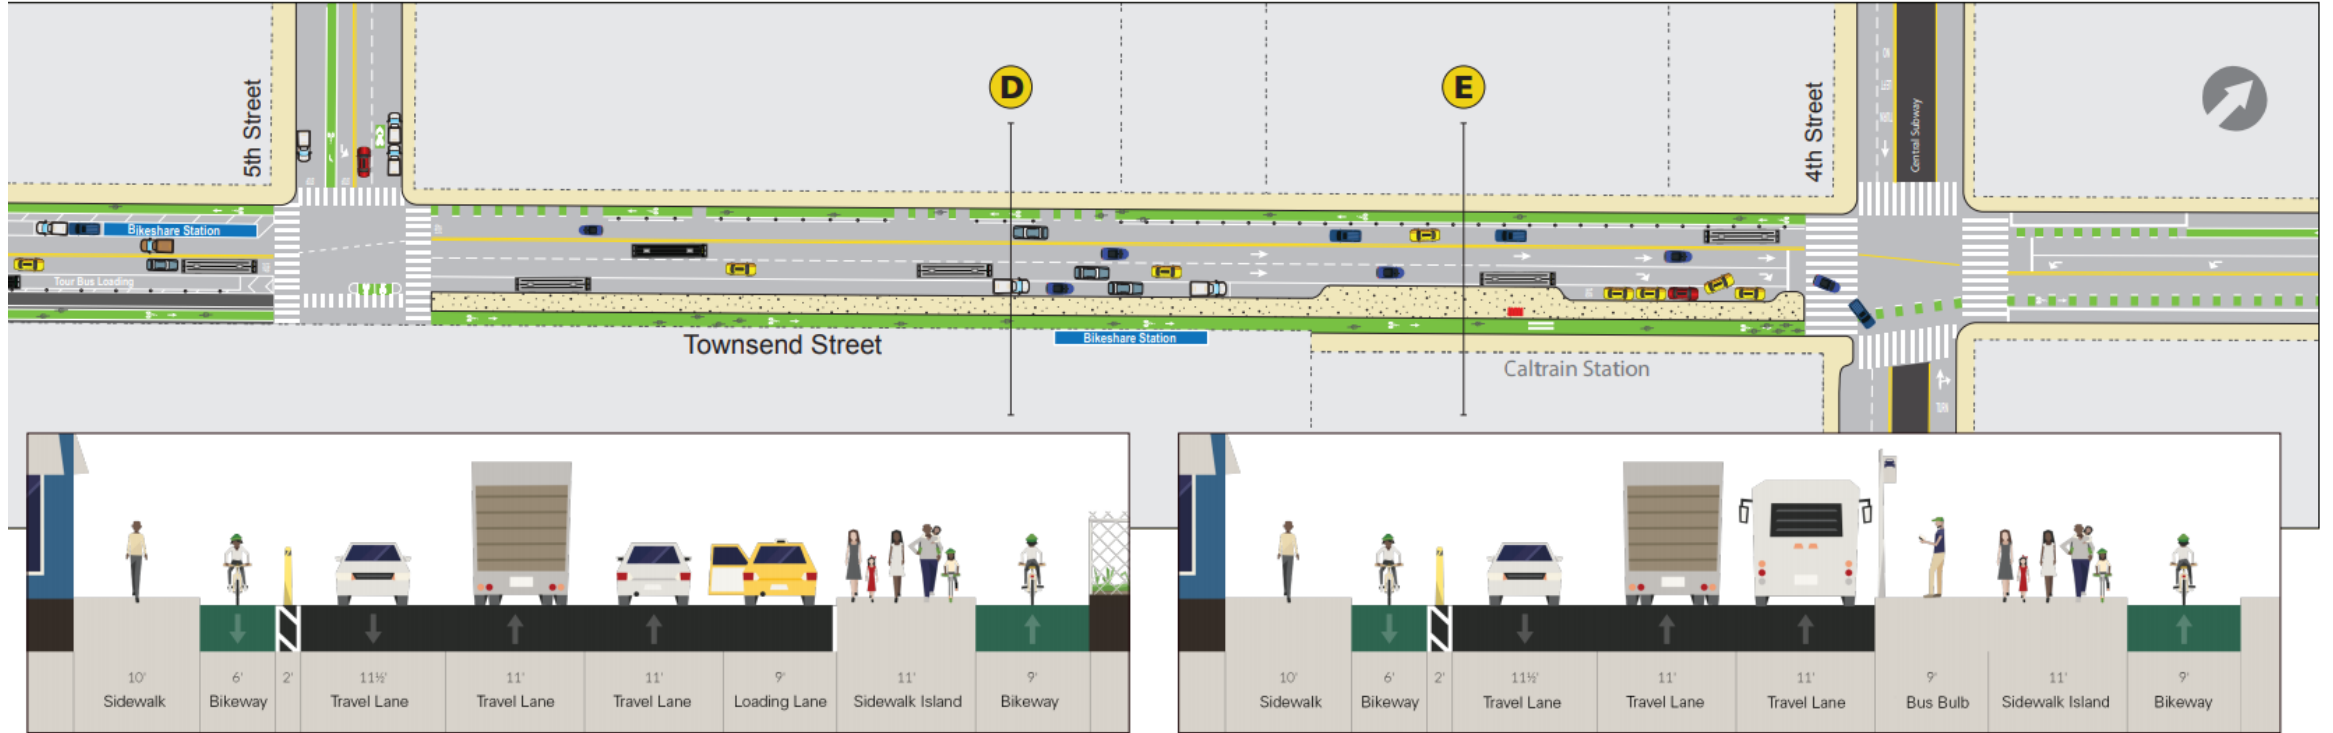 5th Street
D
E
4th Street
Central Subway
Bikeshare Station
Tour Bus Loading
Townsend Street
Bikeshare Station
Caltrain Station
TURN
10'
6'
2'
11½'
11'
11'
9'
11'
9'
Sidewalk
Bikeway
Travel Lane
Travel Lane
Travel Lane
Loading Lane
Sidewalk Island
Bikeway
10'
6'
2'
11½'
11'
11'
9'
11'
9'
Sidewalk
Bikeway
Travel Lane
Travel Lane
Travel Lane
Bus Bulb
Sidewalk Island
Bikeway